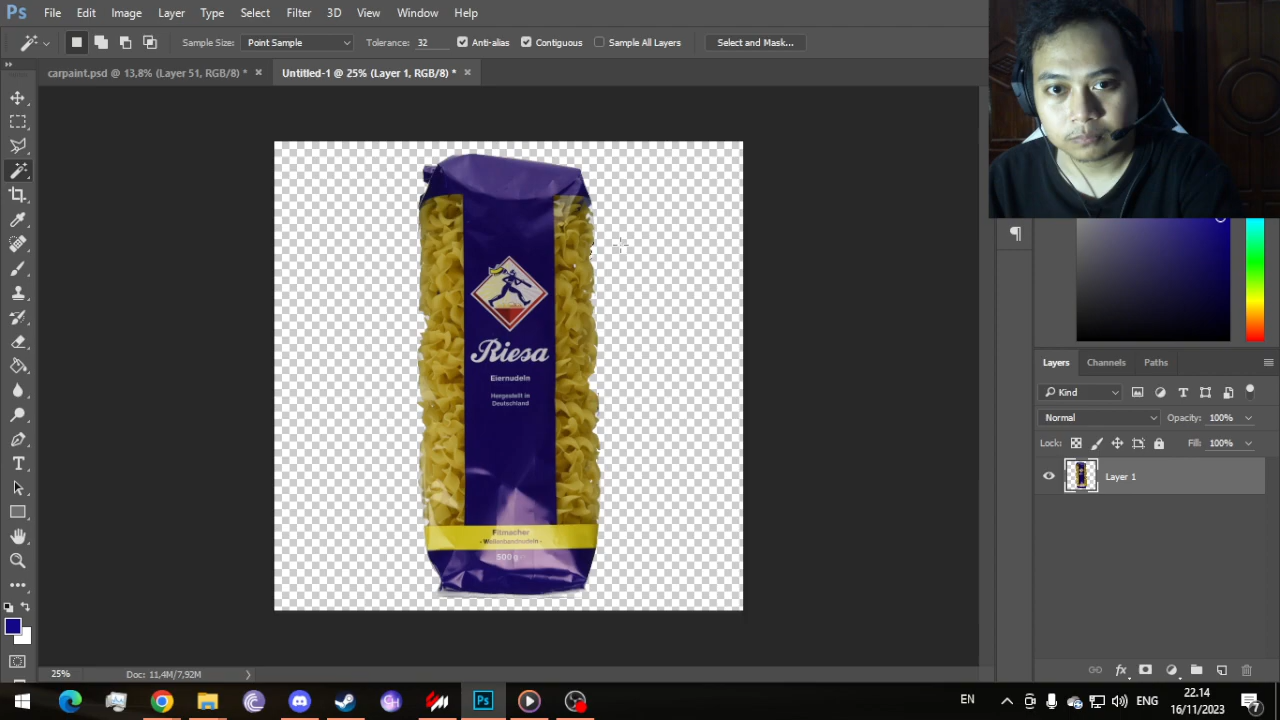 Ps File Edit Image Layer Type Select Filter 3D View Window Help
Sample Size: Point Sample Tolerance: 32 Anti-alias Contiguous Sample All Layers Select and Mask...
carpaint.psd @ 13,8% (Layer 51, RGB/8) * Untitled-1 @ 25% (Layer 1, RGB/8) *
Riesa
Eiernudeln
Hergestellt in
Deutschland
500 g
Layers Channels Paths
Kind
Normal Opacity: 100%
Lock: Fill: 100%
Layer 1
25% Doc: 11,4M/7,92M
Ps EN ENG 22.14
16/11/2023 7